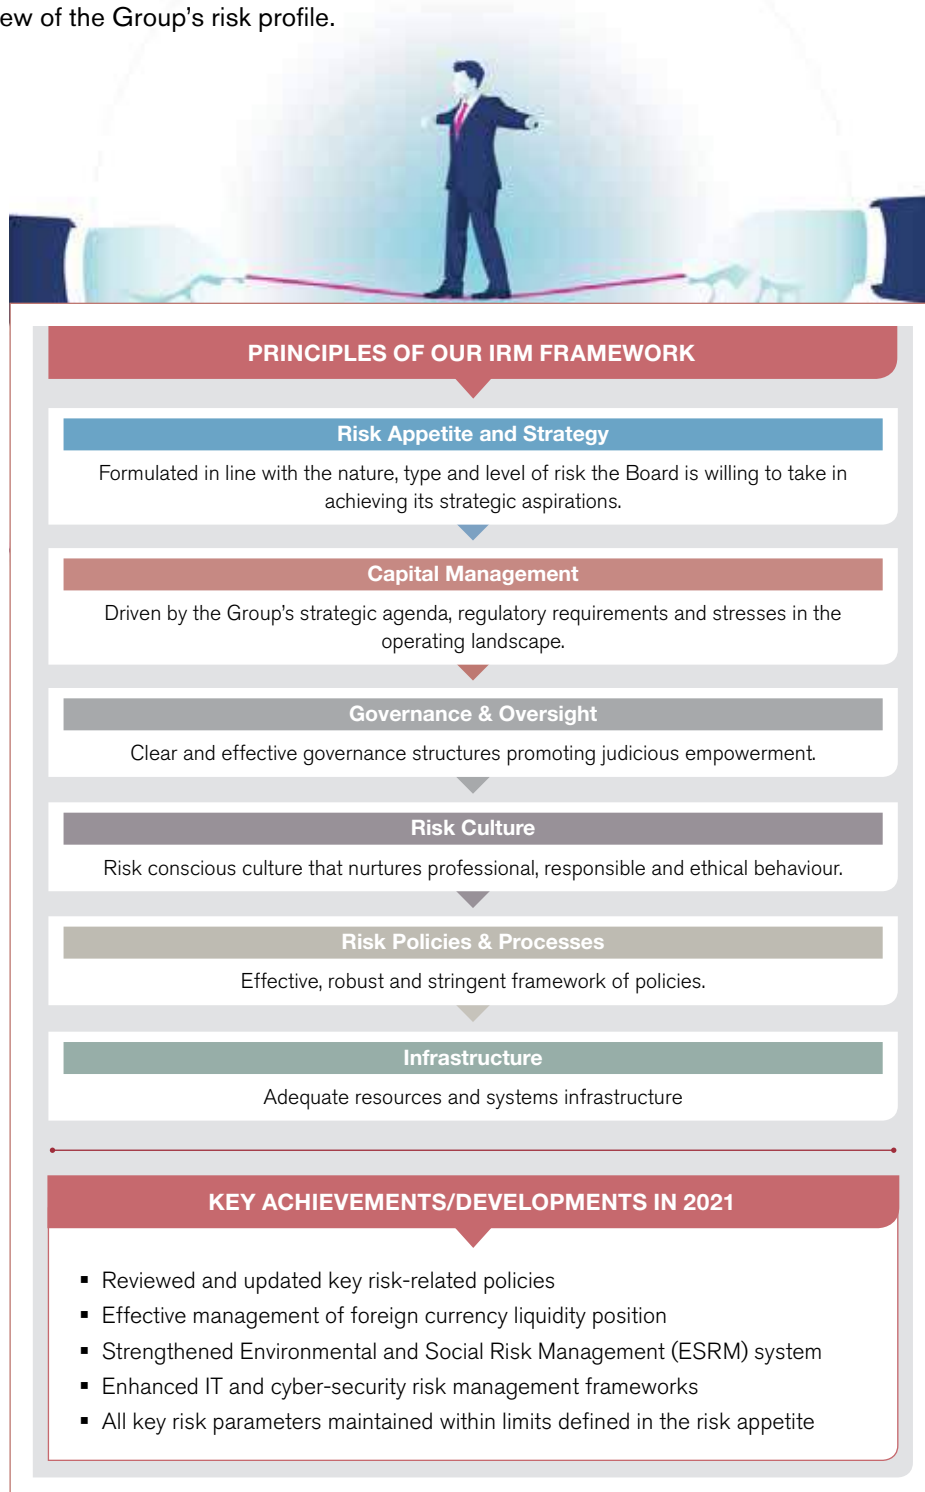 ew of the Group's risk profile.
PRINCIPLES OF OUR IRM FRAMEWORK
Risk Appetite and Strategy
Formulated in line with the nature, type and level of risk the Board is willing to take in
achieving its strategic aspirations.
Capital Management
Driven by the Group's strategic agenda, regulatory requirements and stresses in the
operating landscape.
Governance & Oversight
Clear and effective governance structures promoting judicious empowerment.
Risk Culture
Risk conscious culture that nurtures professional, responsible and ethical behaviour.
Risk Policies & Processes
Effective, robust and stringent framework of policies.
Infrastructure
Adequate resources and systems infrastructure
KEY ACHIEVEMENTS/DEVELOPMENTS IN 2021
▪ Reviewed and updated key risk-related policies
▪ Effective management of foreign currency liquidity position
▪ Strengthened Environmental and Social Risk Management (ESRM) system
▪ Enhanced IT and cyber-security risk management frameworks
▪ All key risk parameters maintained within limits defined in the risk appetite